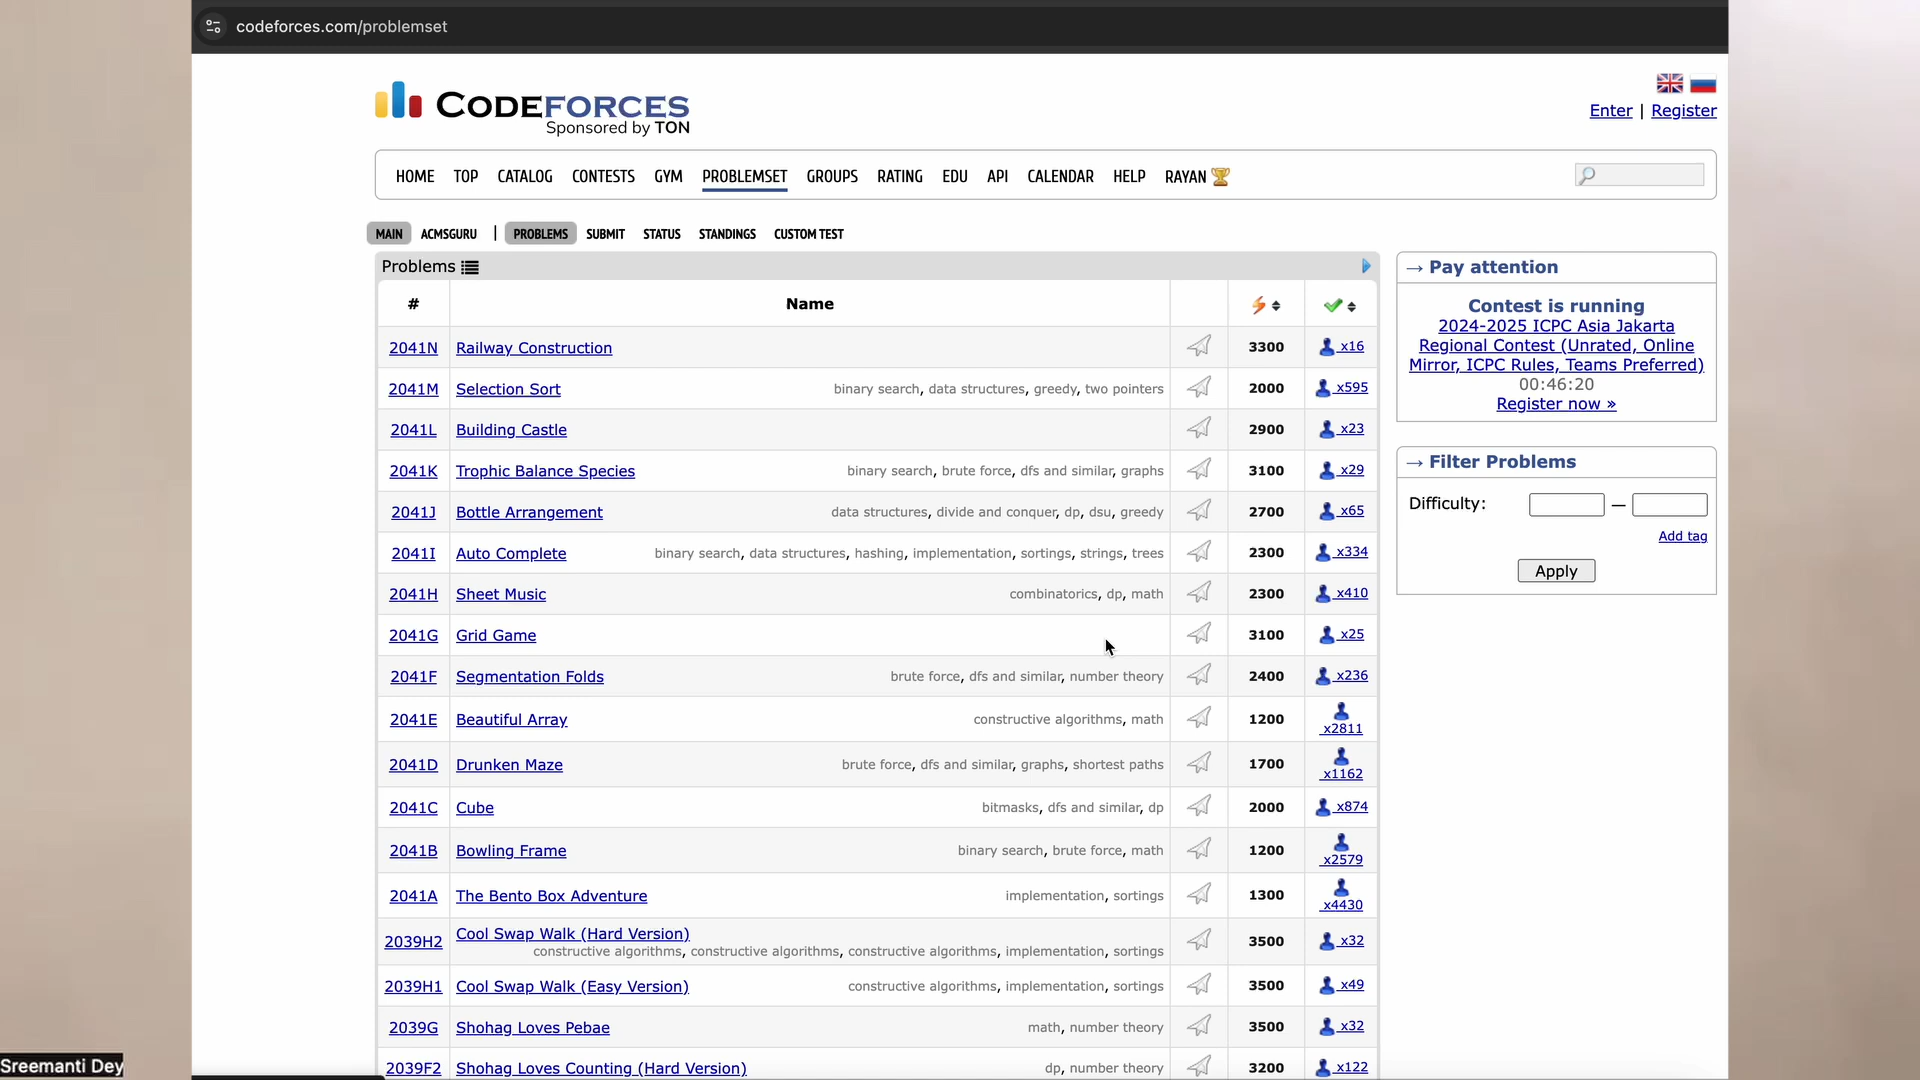 codeforces.com/problemset
CODEFORCES
Sponsored by TON
Enter | Register
HOME TOP CATALOG CONTESTS GYM PROBLEMSET GROUPS RATING EDU API CALENDAR HELP RAYAN
MAIN ACMSGURU | PROBLEMS SUBMIT STATUS STANDINGS CUSTOM TEST
Problems
# Name
2041N Railway Construction 3300 x16
2041M Selection Sort binary search, data structures, greedy, two pointers 2000 x595
2041L Building Castle 2900 x23
2041K Trophic Balance Species binary search, brute force, dfs and similar, graphs 3100 x29
2041J Bottle Arrangement data structures, divide and conquer, dp, dsu, greedy 2700 x65
2041I Auto Complete binary search, data structures, hashing, implementation, sortings, strings, trees 2300 x334
2041H Sheet Music combinatorics, dp, math 2300 x410
2041G Grid Game 3100 x25
2041F Segmentation Folds brute force, dfs and similar, number theory 2400 x236
2041E Beautiful Array constructive algorithms, math 1200 x2811
2041D Drunken Maze brute force, dfs and similar, graphs, shortest paths 1700 x1162
2041C Cube bitmasks, dfs and similar, dp 2000 x874
2041B Bowling Frame binary search, brute force, math 1200 x2579
2041A The Bento Box Adventure implementation, sortings 1300 x4430
2039H2 Cool Swap Walk (Hard Version) 3500 x32
constructive algorithms, constructive algorithms, constructive algorithms, implementation, sortings
2039H1 Cool Swap Walk (Easy Version) constructive algorithms, implementation, sortings 3500 x49
2039G Shohag Loves Pebae math, number theory 3500 x32
2039F2 Shohag Loves Counting (Hard Version) dp, number theory 3200 x122
→ Pay attention
Contest is running
2024-2025 ICPC Asia Jakarta
Regional Contest (Unrated, Online
Mirror, ICPC Rules, Teams Preferred)
00:46:20
Register now »
→ Filter Problems
Difficulty: —
Add tag
Apply
Sreemanti Dey